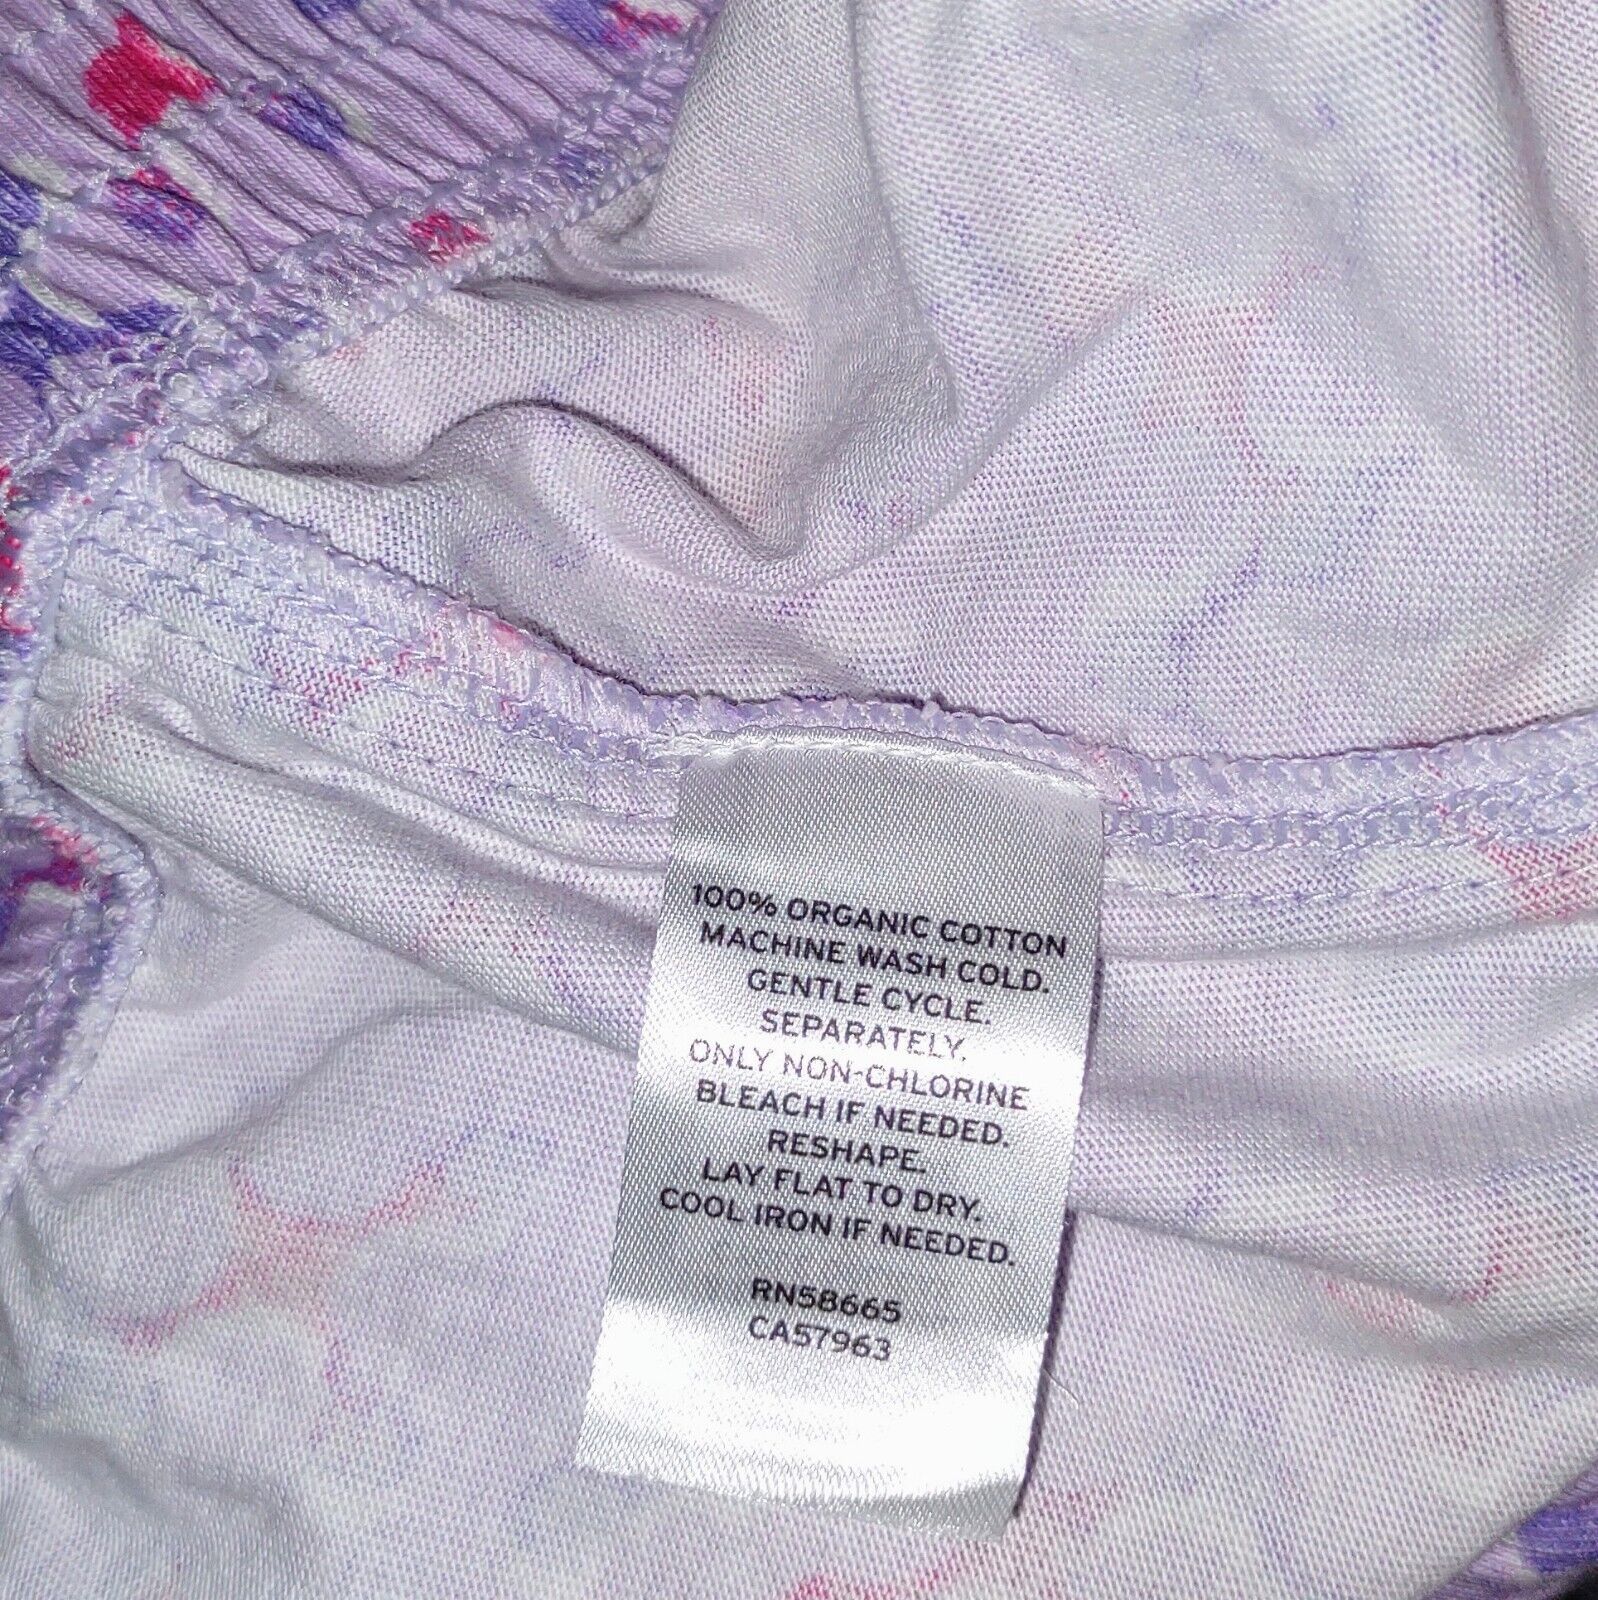 100% ORGANIC COTTON
MACHINE WASH COLD.
GENTLE CYCLE.
SEPARATELY.
ONLY NON-CHLORINE
BLEACH IF NEEDED.
RESHAPE.
LAY FLAT TO DRY.
COOL IRON IF NEEDED.
RN58665
CA57963